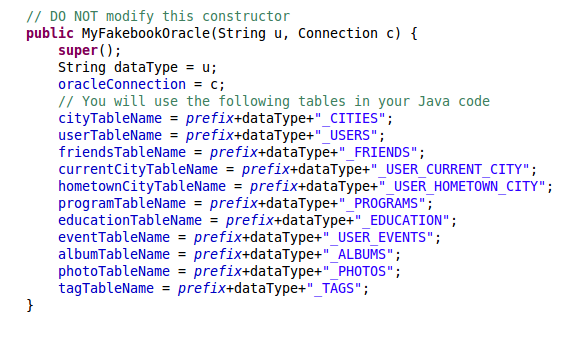 // DO NOT modify this constructor
public MyFakebookOracle(String u, Connection c) {
super();
String dataType = u;
oracleConnection = c;
// You will use the following tables in your Java code
cityTableName = prefix+dataType+"_CITIES";
userTableName = prefix+dataType+"_USERS";
friendsTableName = prefix+dataType+"_FRIENDS";
currentCityTableName = prefix+dataType+"_USER_CURRENT_CITY";
hometownCityTableName = prefix+dataType+"_USER_HOMETOWN_CITY";
programTableName = prefix+dataType+"_PROGRAMS";
educationTableName = prefix+dataType+"_EDUCATION";
eventTableName = prefix+dataType+"_USER_EVENTS";
albumTableName = prefix+dataType+"_ALBUMS";
photoTableName = prefix+dataType+"_PHOTOS";
tagTableName = prefix+dataType+"_TAGS";
}